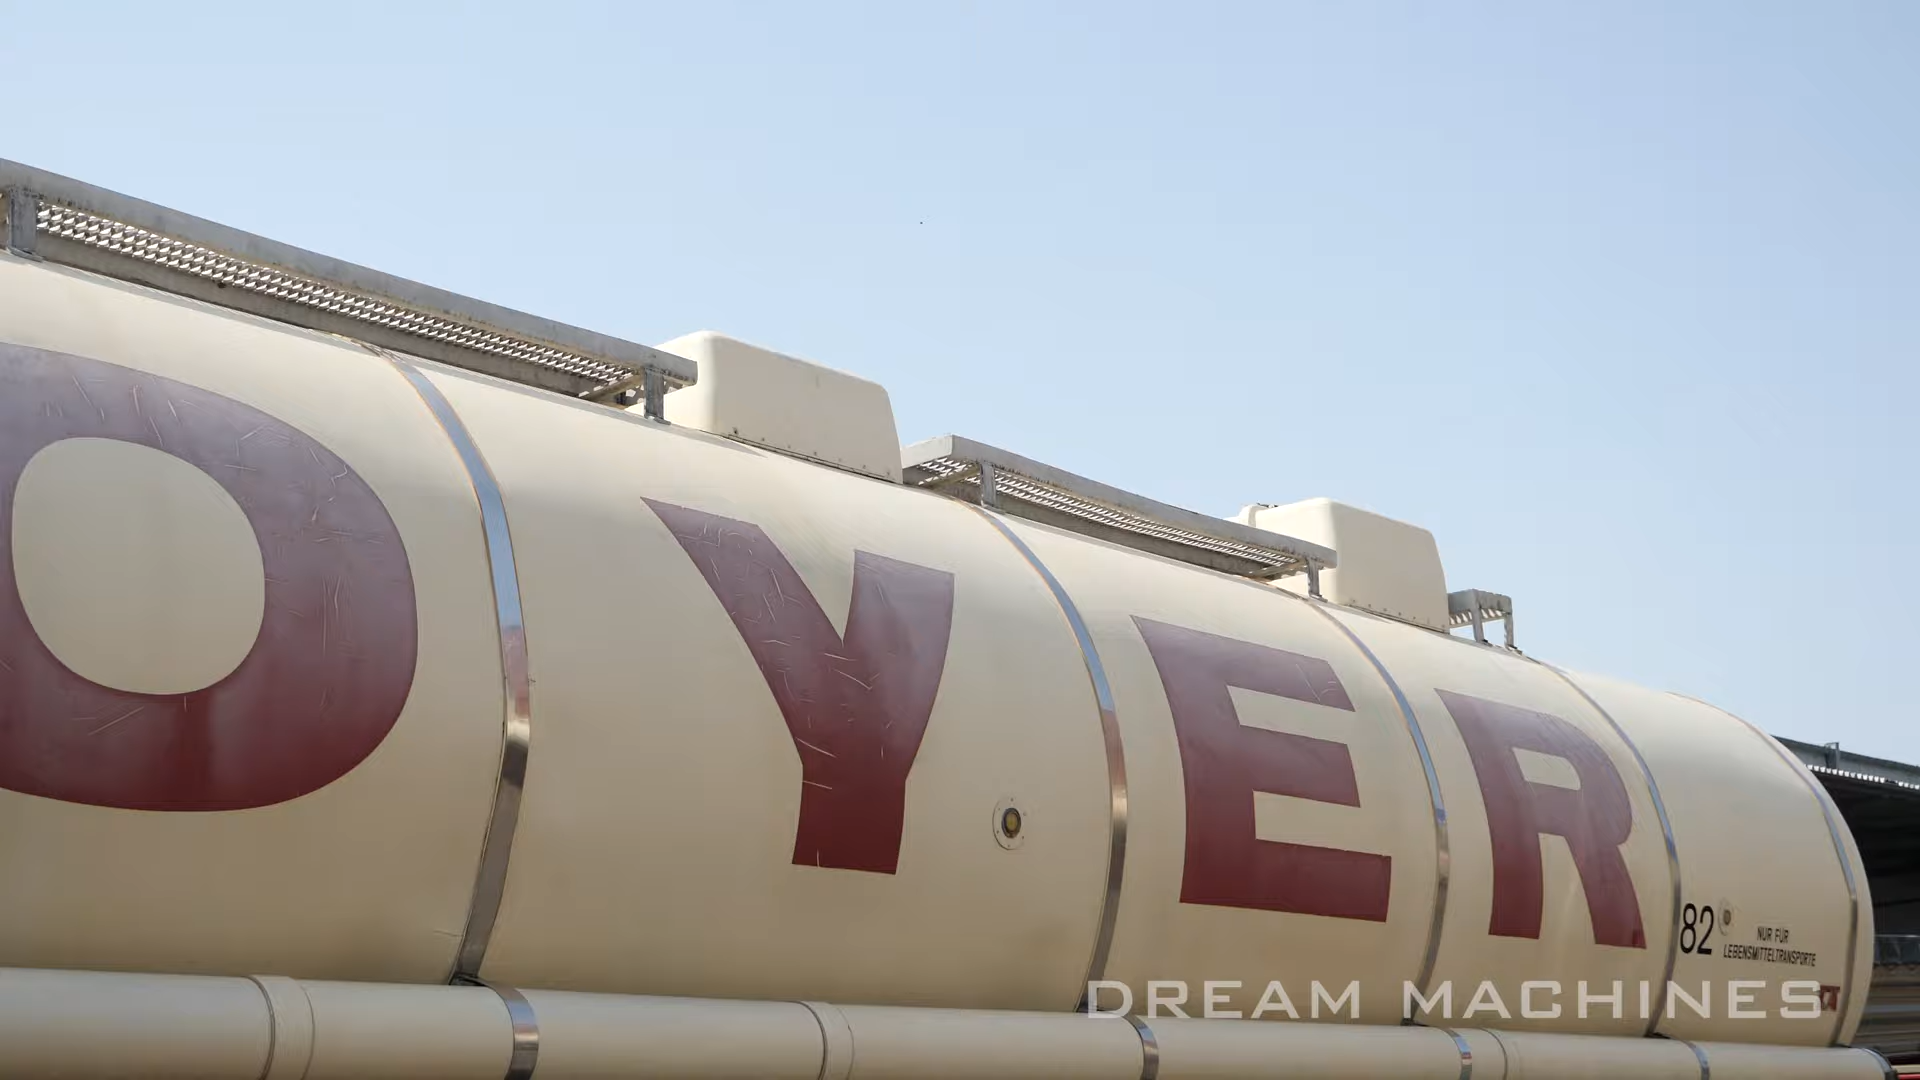 OYER
82
NUR FÜR
LEBENSMITTELTRANSPORTE
DREAM MACHINES